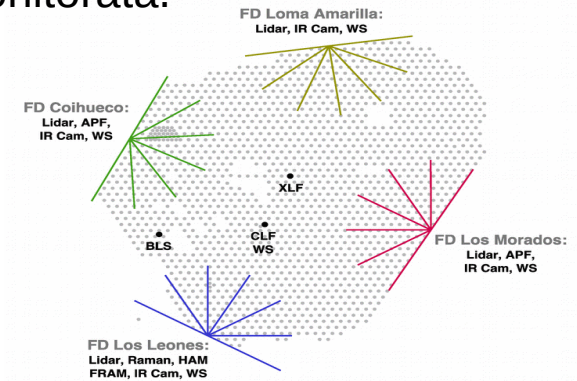 FD Loma Amarilla:
Lidar, IR Cam, WS
FD Coihueco:
Lidar, APF,
IR Cam, WS
XLF
BLS
CLF
WS
FD Los Morados:
Lidar, APF,
IR Cam, WS
FD Los Leones:
Lidar, Raman, HAM
FRAM, IR Cam, WS